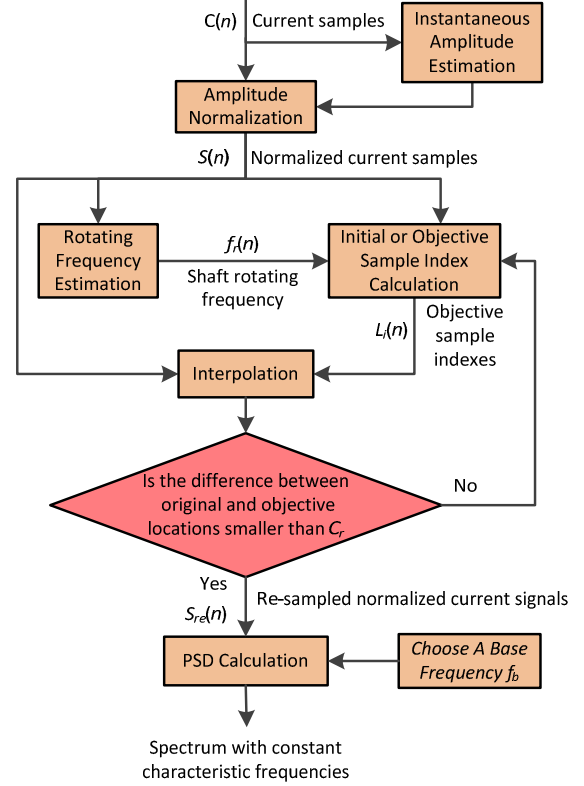 C(n) Current samples
Instantaneous
Amplitude
Estimation
Amplitude
Normalization
S(n) Normalized current samples
Rotating
Frequency
Estimation
fr(n)
Shaft rotating
frequency
Initial or Objective
Sample Index
Calculation
Li(n)
Objective
sample
indexes
Interpolation
Is the difference between
original and objective
locations smaller than Cr
No
Yes
Sre(n)
Re-sampled normalized current signals
PSD Calculation
Choose A Base
Frequency fb
Spectrum with constant
characteristic frequencies